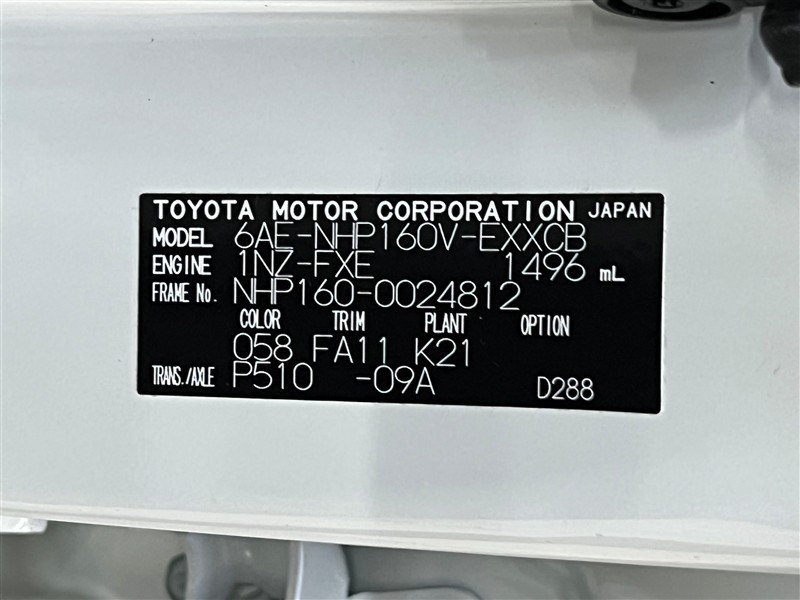 TOYOTA MOTOR CORPORATION JAPAN
MODEL 6AE-NHP160V-EXXCB
ENGINE 1NZ-FXE 1496 mL
FRAME No. NHP160-0024812
COLOR TRIM PLANT OPTION
058 FA11 K21
TRANS./AXLE P510 -09A D288